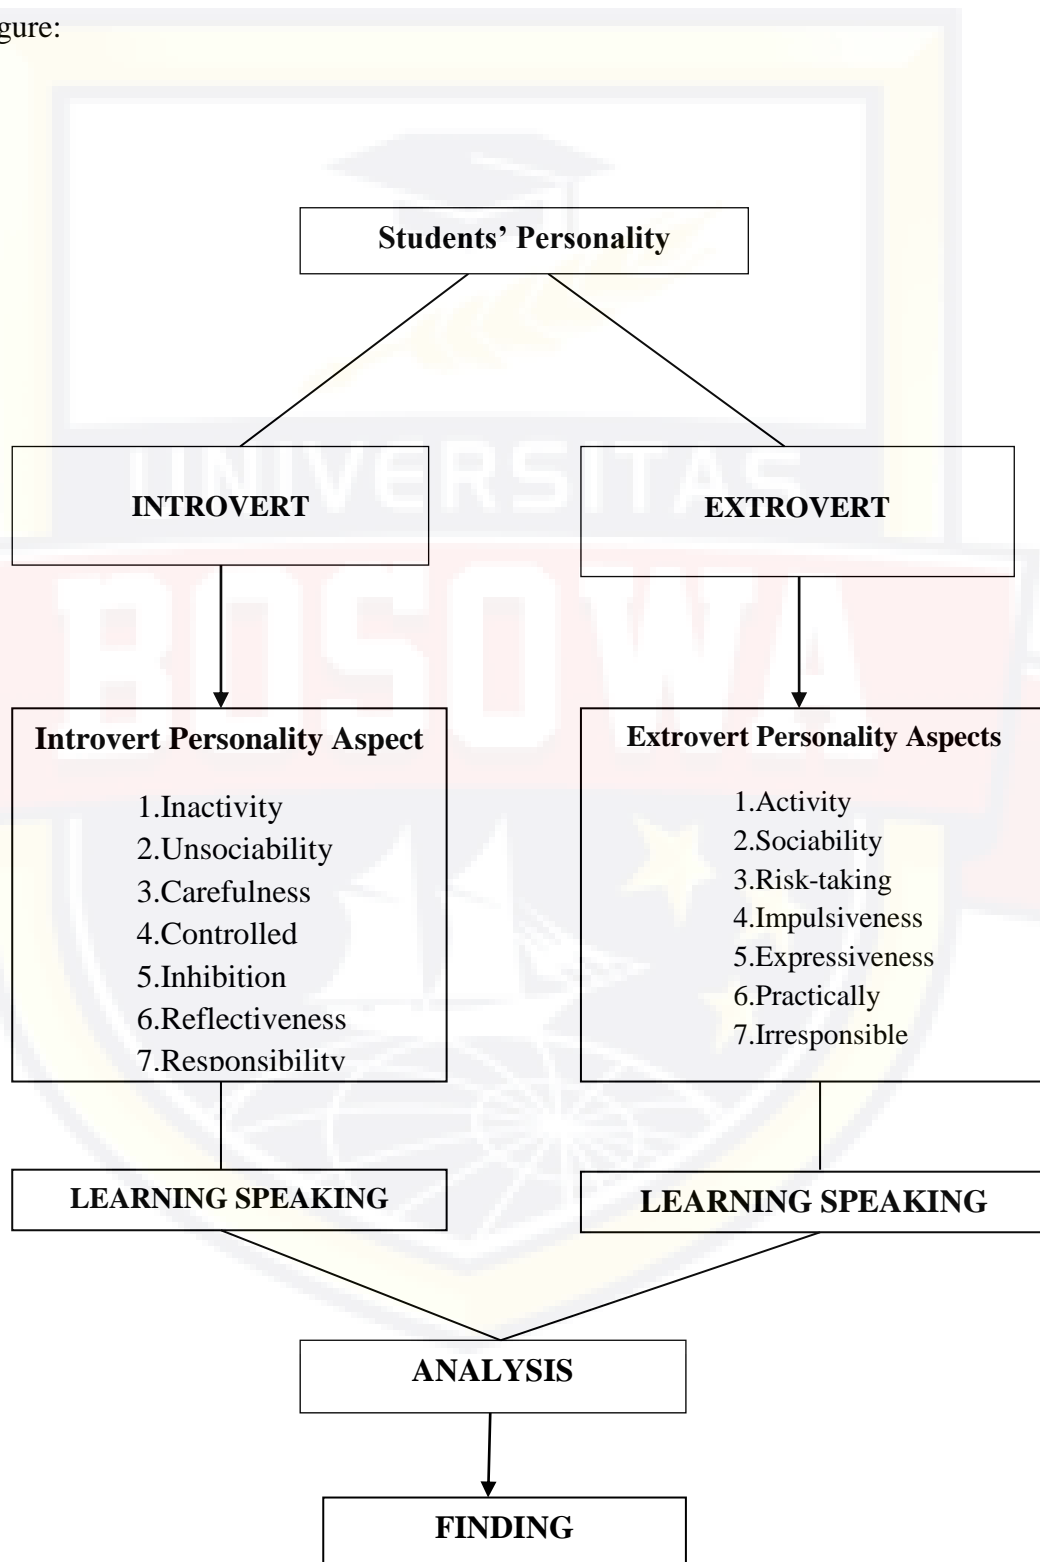 gure:
Students’ Personality
UNIVERSITAS
INTROVERT
EXTROVERT
BOSOWA
Introvert Personality Aspect
1.Inactivity
2.Unsociability
3.Carefulness
4.Controlled
5.Inhibition
6.Reflectiveness
7.Responsibility
Extrovert Personality Aspects
1.Activity
2.Sociability
3.Risk-taking
4.Impulsiveness
5.Expressiveness
6.Practically
7.Irresponsible
LEARNING SPEAKING
LEARNING SPEAKING
ANALYSIS
FINDING